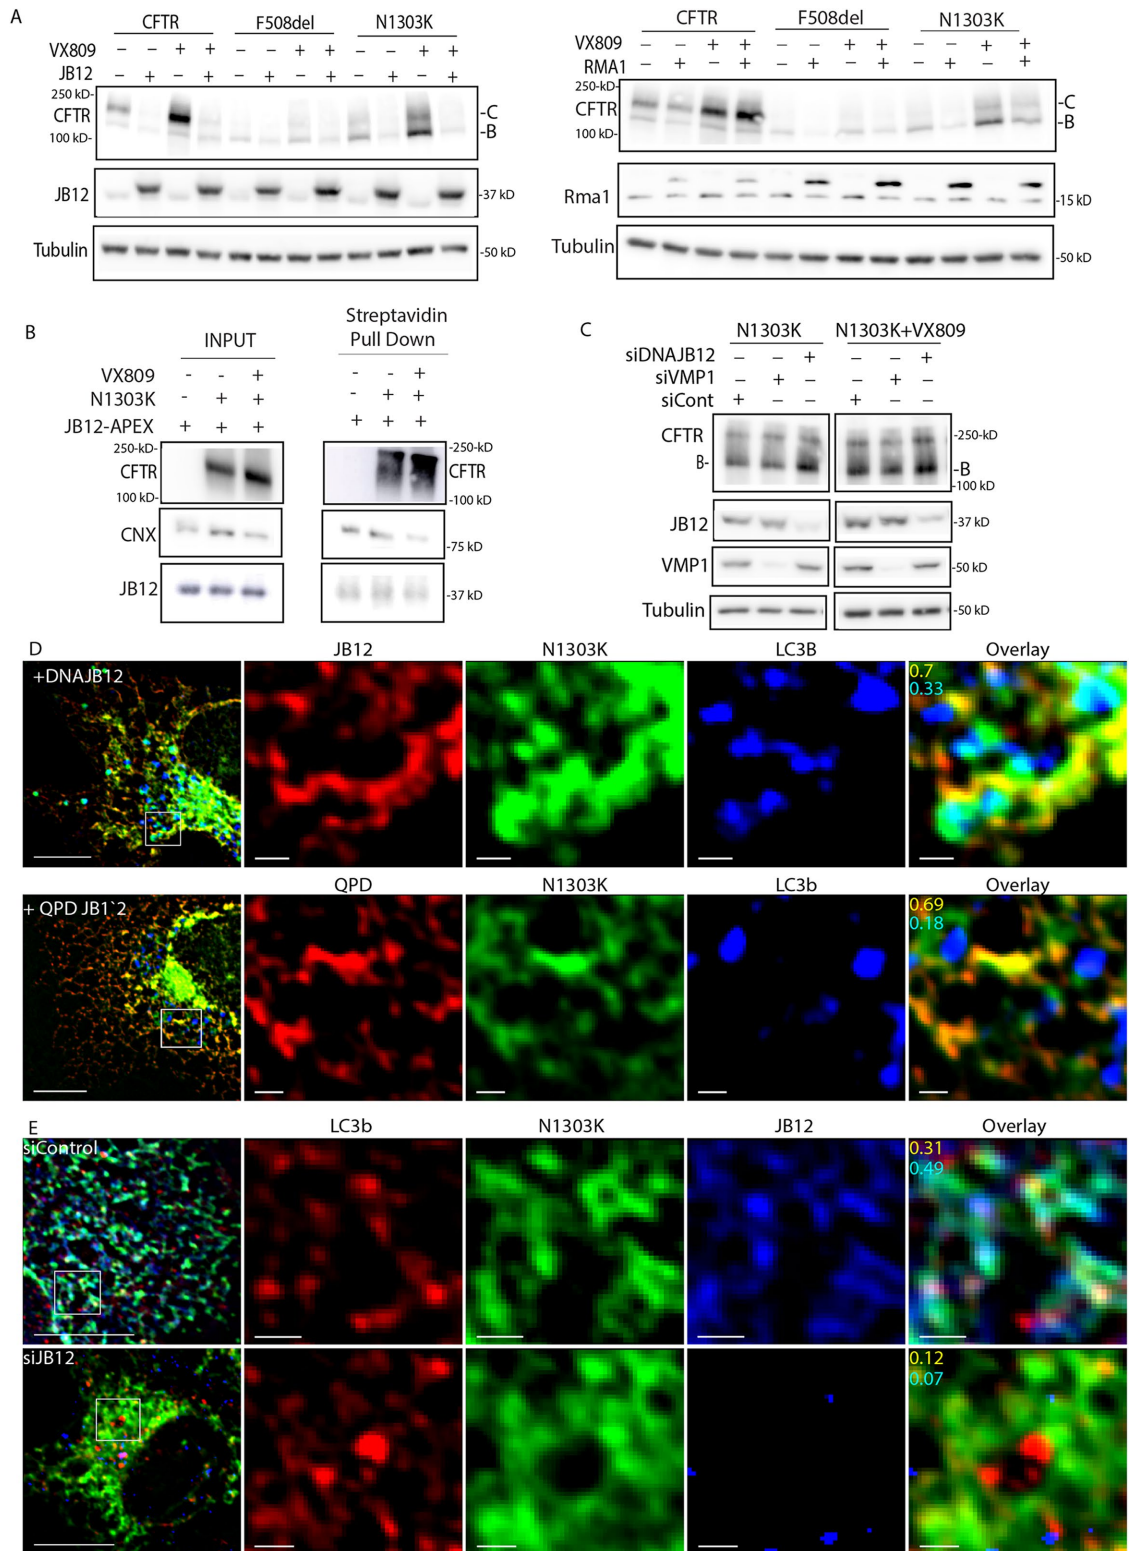 A
CFTR F508del N1303K
VX809 – – + + – – + + – – + +
JB12 – + – + – + – + – + – +
250 kD-
CFTR
100 kD-
-C
-B
JB12
-37 kD
Tubulin
-50 kD
CFTR F508del N1303K
VX809 – – + + – – + + – – + +
RMA1 – + – + – + – + – + – +
250-kD
CFTR
100 kD-
-C
-B
Rma1
-15 kD
Tubulin
-50 kD
B
INPUT
Streptavidin
Pull Down
VX809 - - + - - +
N1303K - + + - + +
JB12-APEX + + + + + +
250-kD-
CFTR
100 kD-
-250-kD
CFTR
-100 kD
CNX
-75 kD
JB12
-37 kD
C
N1303K N1303K+VX809
siDNAJB12 – – + – – +
siVMP1 – + – – + –
siCont + – – + – –
CFTR
B-
-250-kD
-B
-100 kD
JB12
-37 kD
VMP1
-50 kD
Tubulin
-50 kD
D
JB12 N1303K LC3B Overlay
+DNAJB12
0.7
0.33
QPD N1303K LC3b Overlay
+ QPD JB1`2
0.69
0.18
E
LC3b N1303K JB12 Overlay
siControl
0.31
0.49
siJB12
0.12
0.07